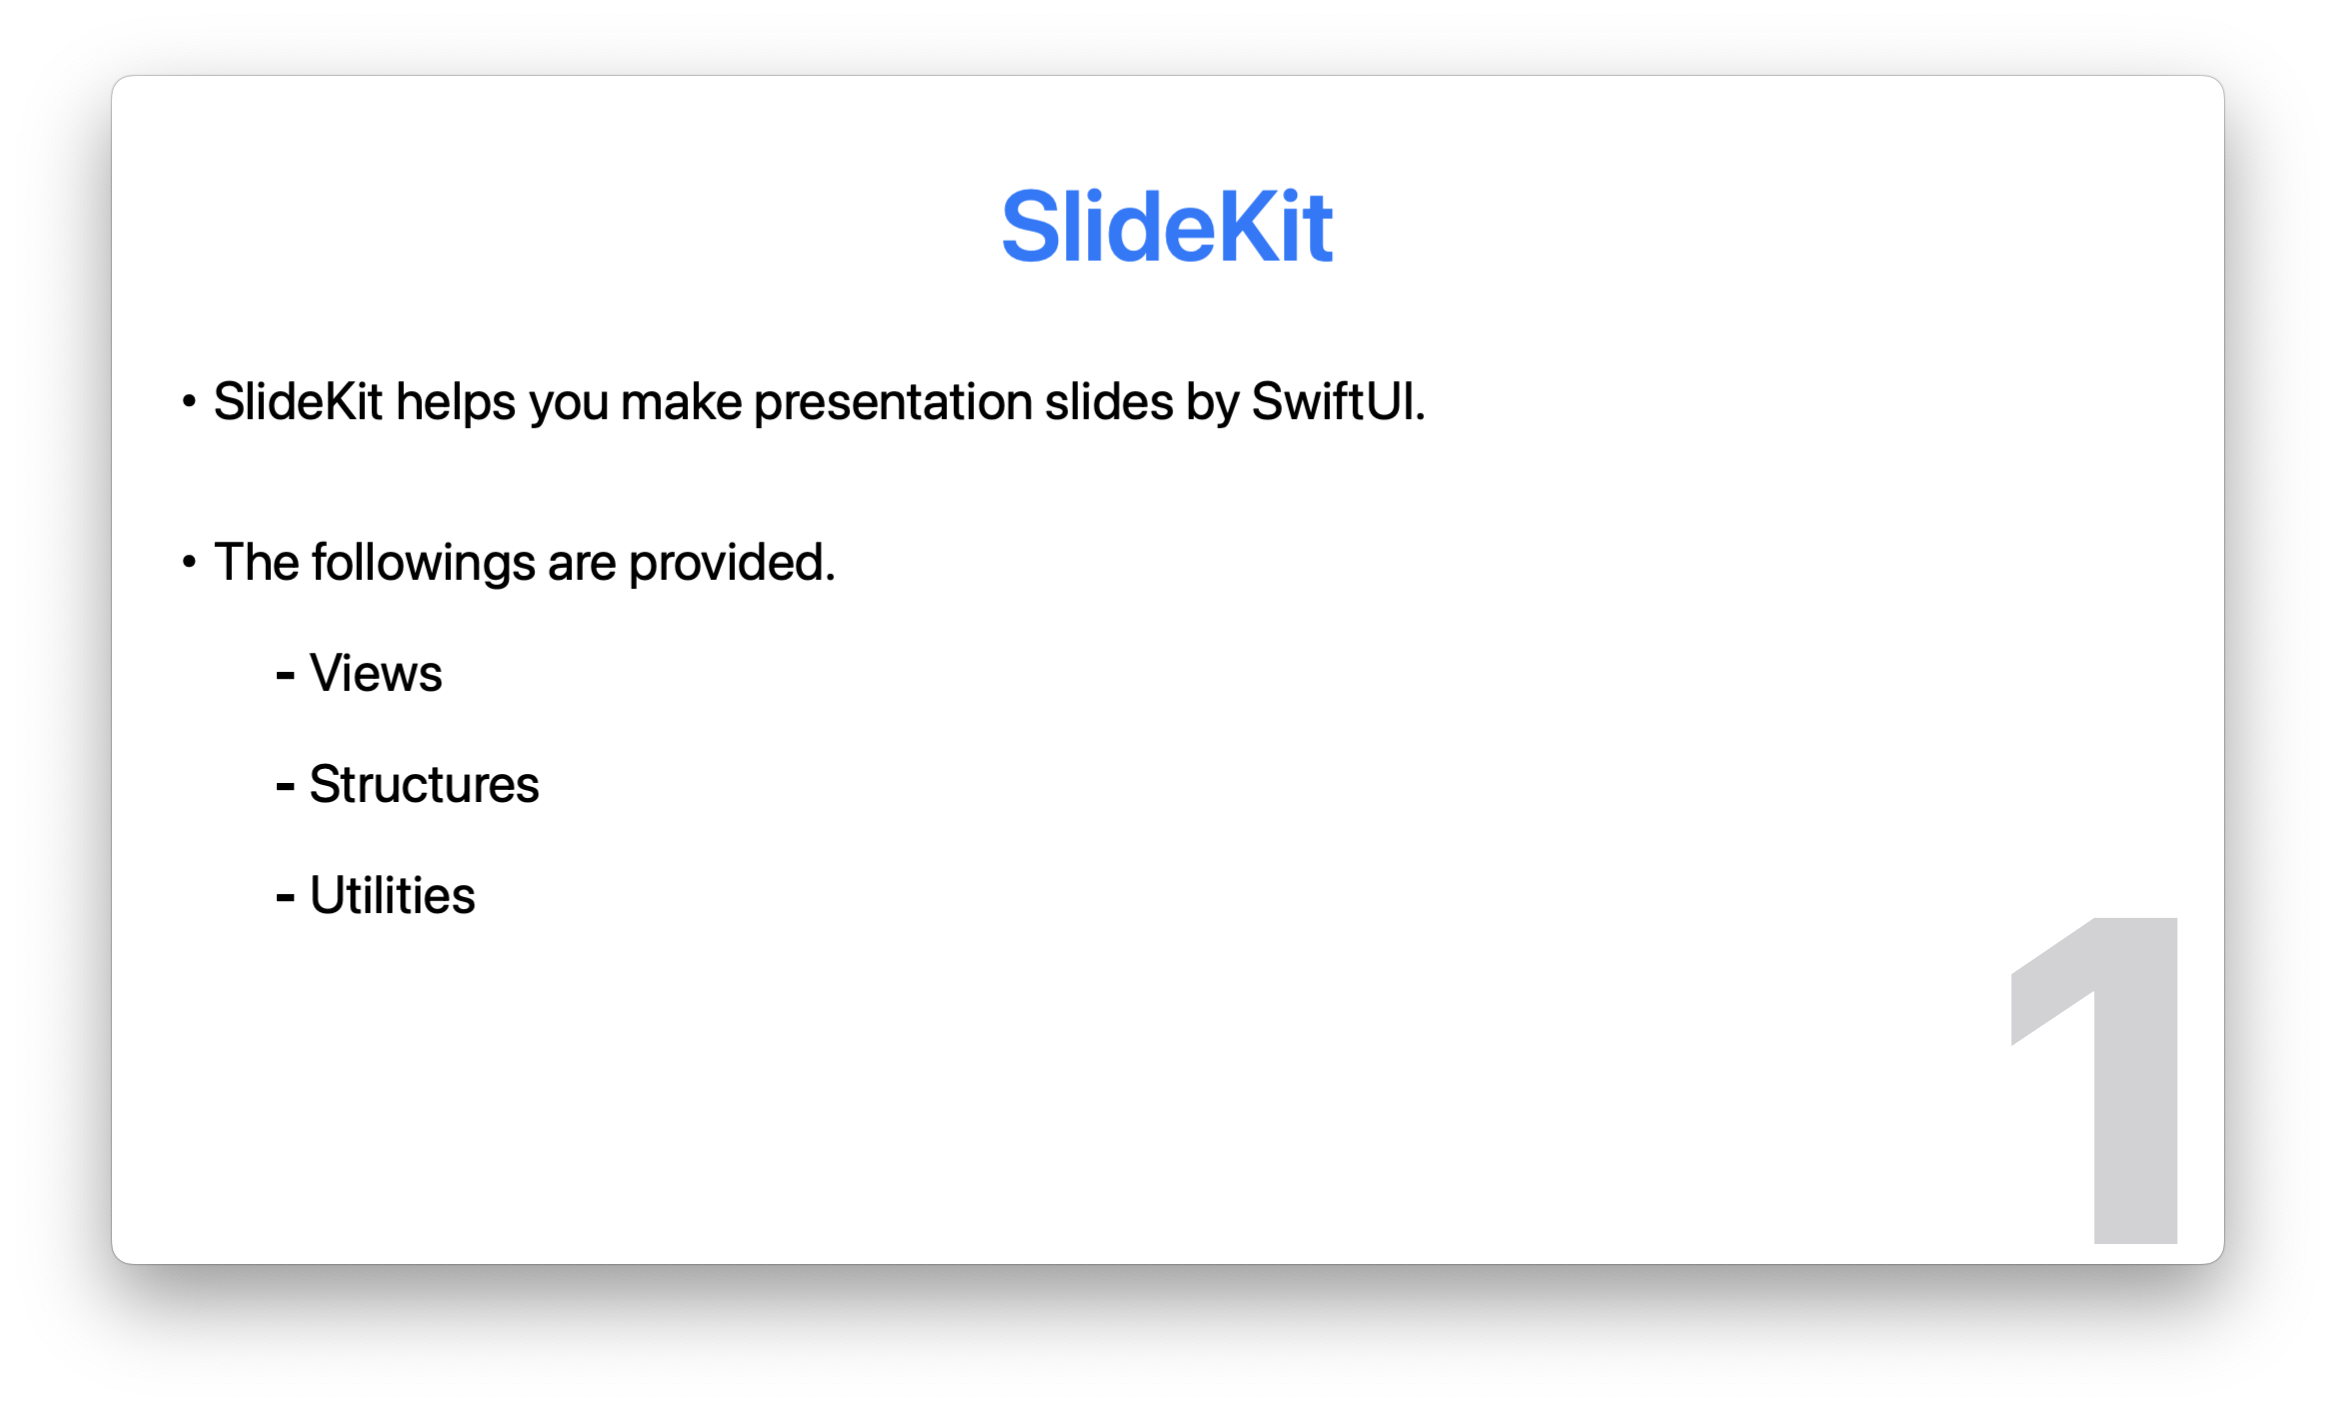 SlideKit
• SlideKit helps you make presentation slides by SwiftUI.
• The followings are provided.
- Views
- Structures
- Utilities
1